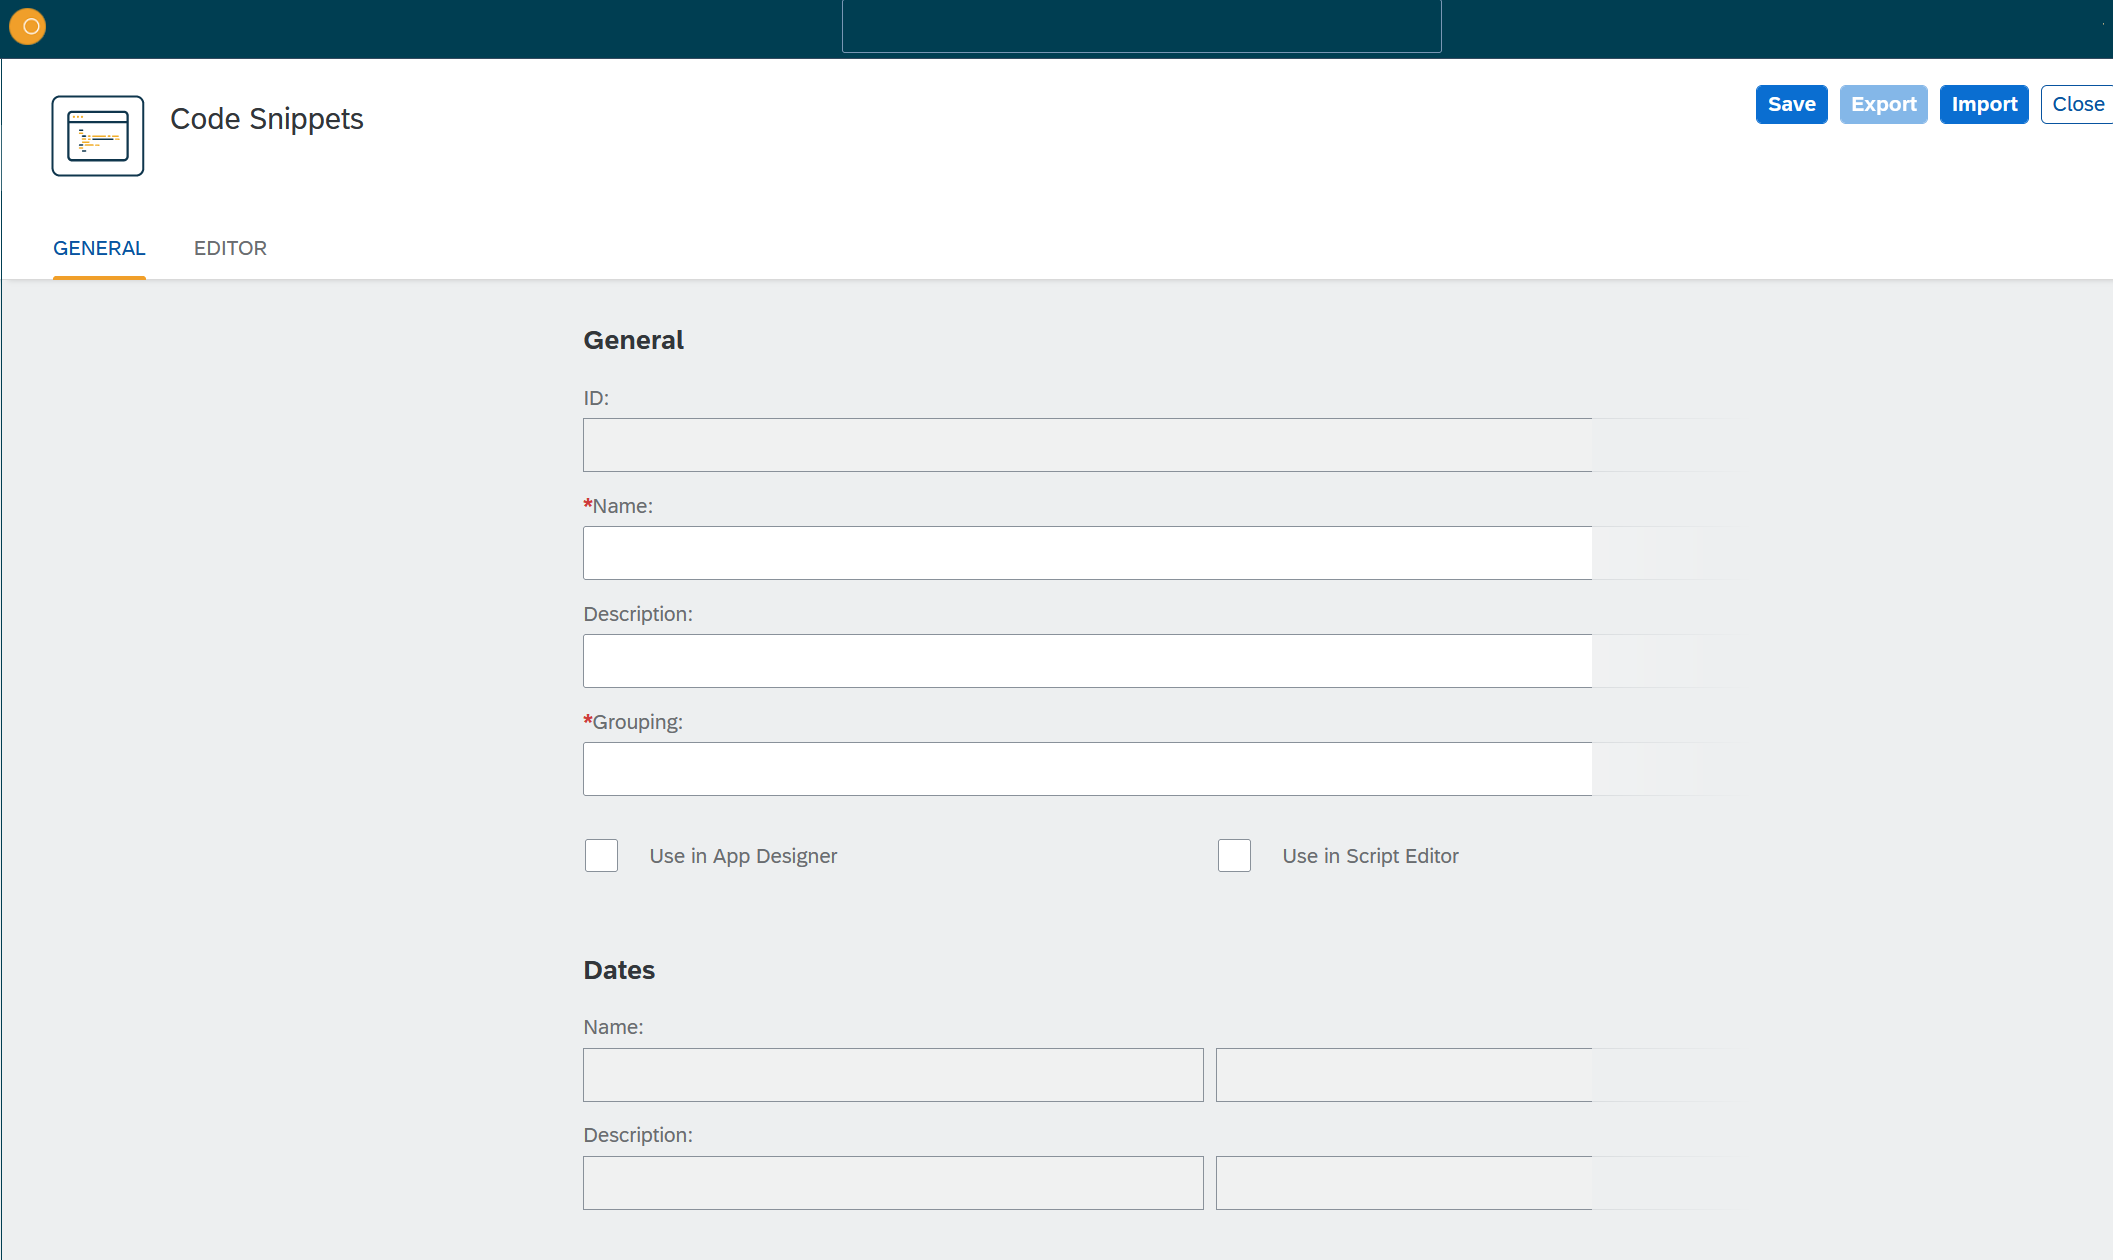 Code Snippets
Save Export Import Close
GENERAL EDITOR
General
ID:
*Name:
Description:
*Grouping:
Use in App Designer Use in Script Editor
Dates
Name:
Description: